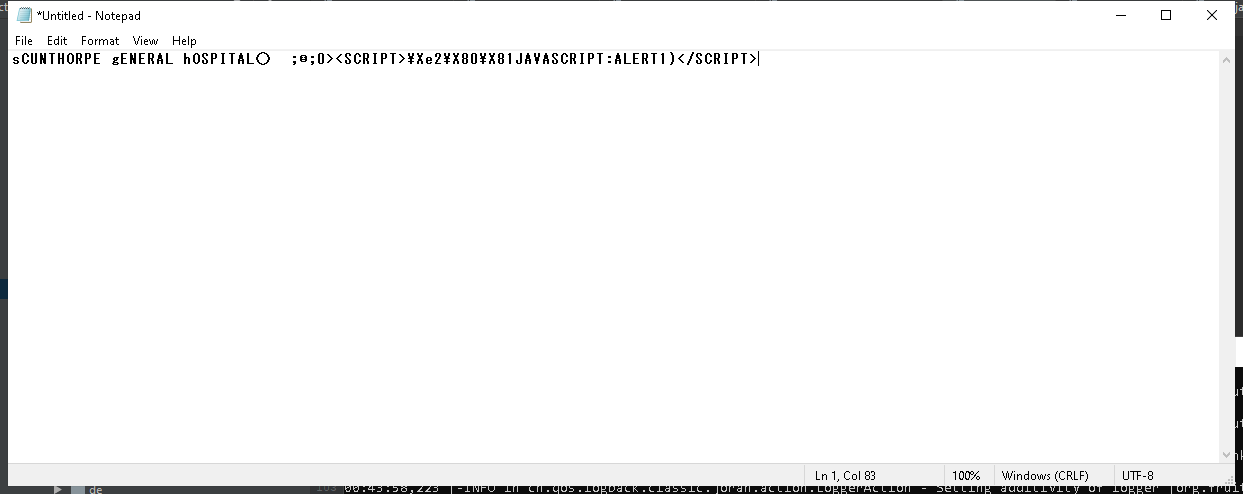 *Untitled - Notepad
File Edit Format View Help
sCUNTHORPE gENERAL hOSPITAL〇 ;®;0><SCRIPT>¥Xe2¥X80¥X81JAVASCRIPT:ALERT1)</SCRIPT>
Ln 1, Col 83 100% Windows (CRLF) UTF-8
de
00:43:58,223 |-INFO in ch.qos.logback.classic.joran.action.LoggerAction - Setting additivity of logger [org.fruit